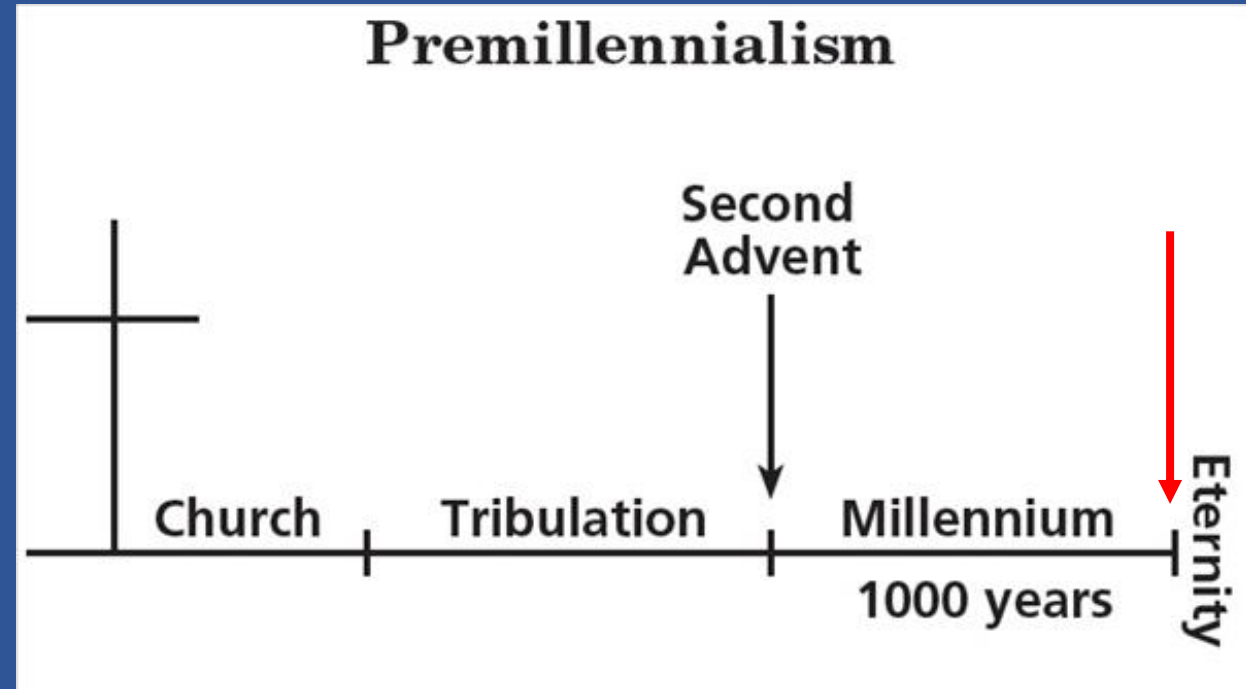 Premillennialism
Second
Advent
Church
Tribulation
Millennium
1000 years
Eternity